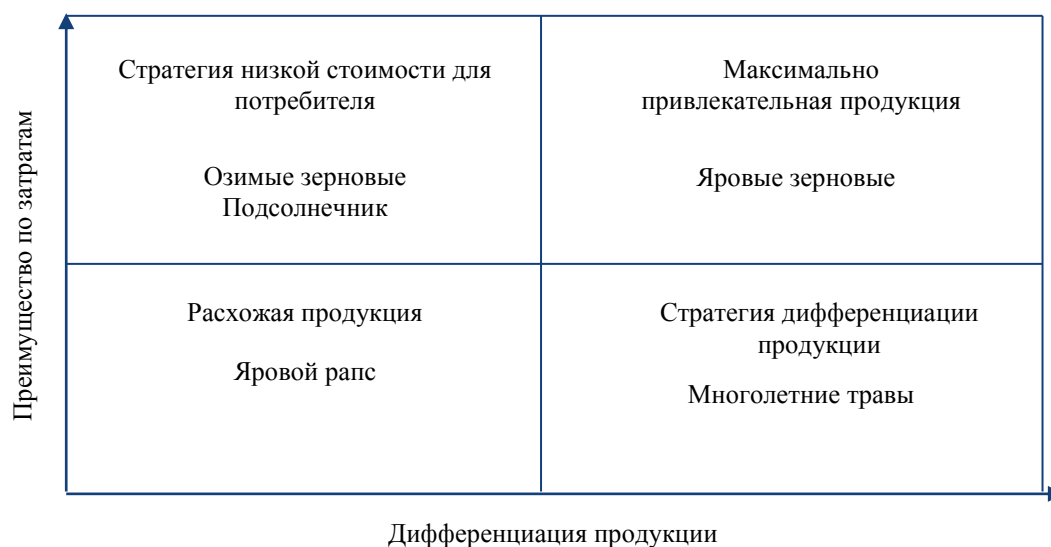 Преимущество по затратам
Стратегия низкой стоимости для
потребителя
Озимые зерновые
Подсолнечник
Максимально
привлекательная продукция
Яровые зерновые
Расхожая продукция
Яровой рапс
Стратегия дифференциации
продукции
Многолетние травы
Дифференциация продукции